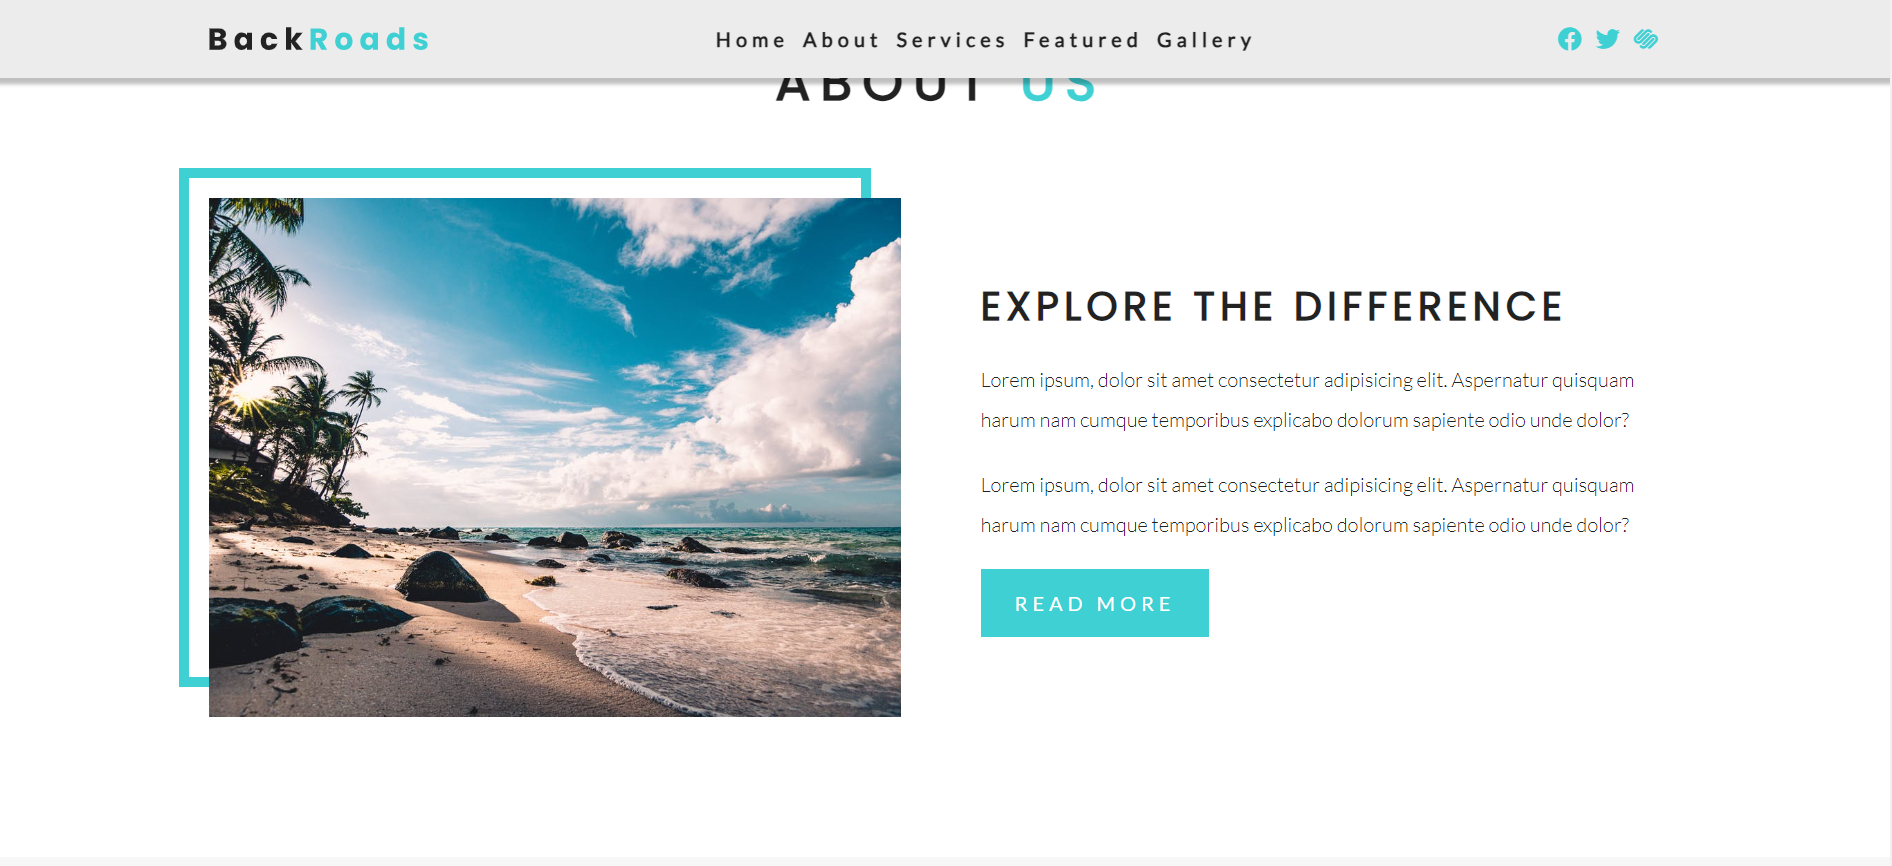 BackRoads
Home About Services Featured Gallery
ABOUT US
EXPLORE THE DIFFERENCE
Lorem ipsum, dolor sit amet consectetur adipisicing elit. Aspernatur quisquam
harum nam cumque temporibus explicabo dolorum sapiente odio unde dolor?
Lorem ipsum, dolor sit amet consectetur adipisicing elit. Aspernatur quisquam
harum nam cumque temporibus explicabo dolorum sapiente odio unde dolor?
READ MORE